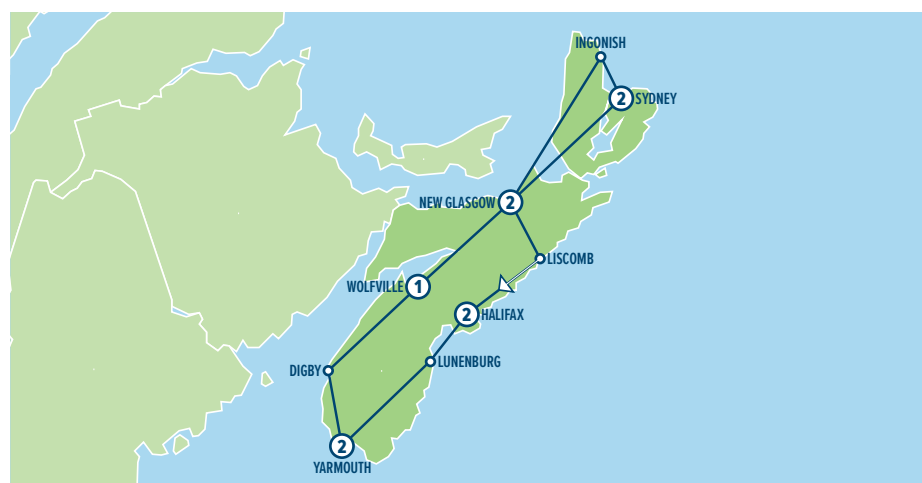 INGONISH
2 SYDNEY
NEW GLASGOW 2
LISCOMB
WOLFVILLE 1
2 HALIFAX
LUNENBURG
DIGBY
2
YARMOUTH